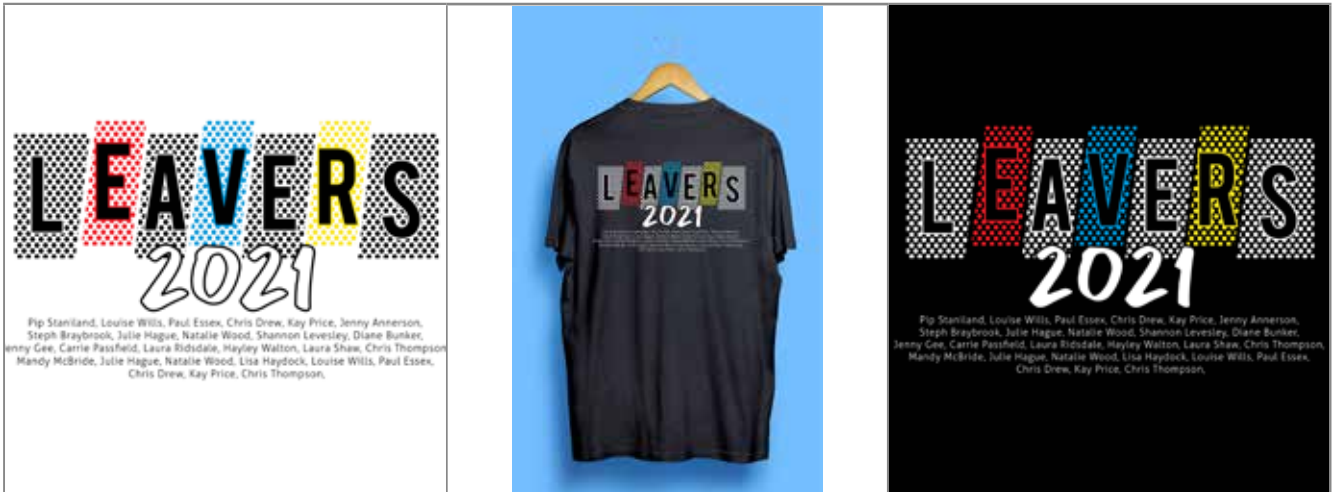 LEAVERS
2021
Pip Staniland, Louise Wills, Paul Essex, Chris Drew, Kay Price, Jenny Annerson,
Steph Braybrook, Julie Hague, Natalie Wood, Shannon Levesley, Diane Bunker,
enny Gee, Carrie Passfield, Laura Ridsdale, Hayley Walton, Laura Shaw, Chris Thompson
Mandy McBride, Julie Hague, Natalie Wood, Lisa Haydock, Louise Wills, Paul Essex,
Chris Drew, Kay Price, Chris Thompson,
LEAVERS
2021
LEAVERS
2021
Pip Staniland, Louise Wills, Paul Essex, Chris Drew, Kay Price, Jenny Annerson,
Steph Braybrook, Julie Hague, Natalie Wood, Shannon Levesley, Diane Bunker,
Jenny Gee, Carrie Passfield, Laura Ridsdale, Hayley Walton, Laura Shaw, Chris Thompson,
Mandy McBride, Julie Hague, Natalie Wood, Lisa Haydock, Louise Wills, Paul Essex,
Chris Drew, Kay Price, Chris Thompson,